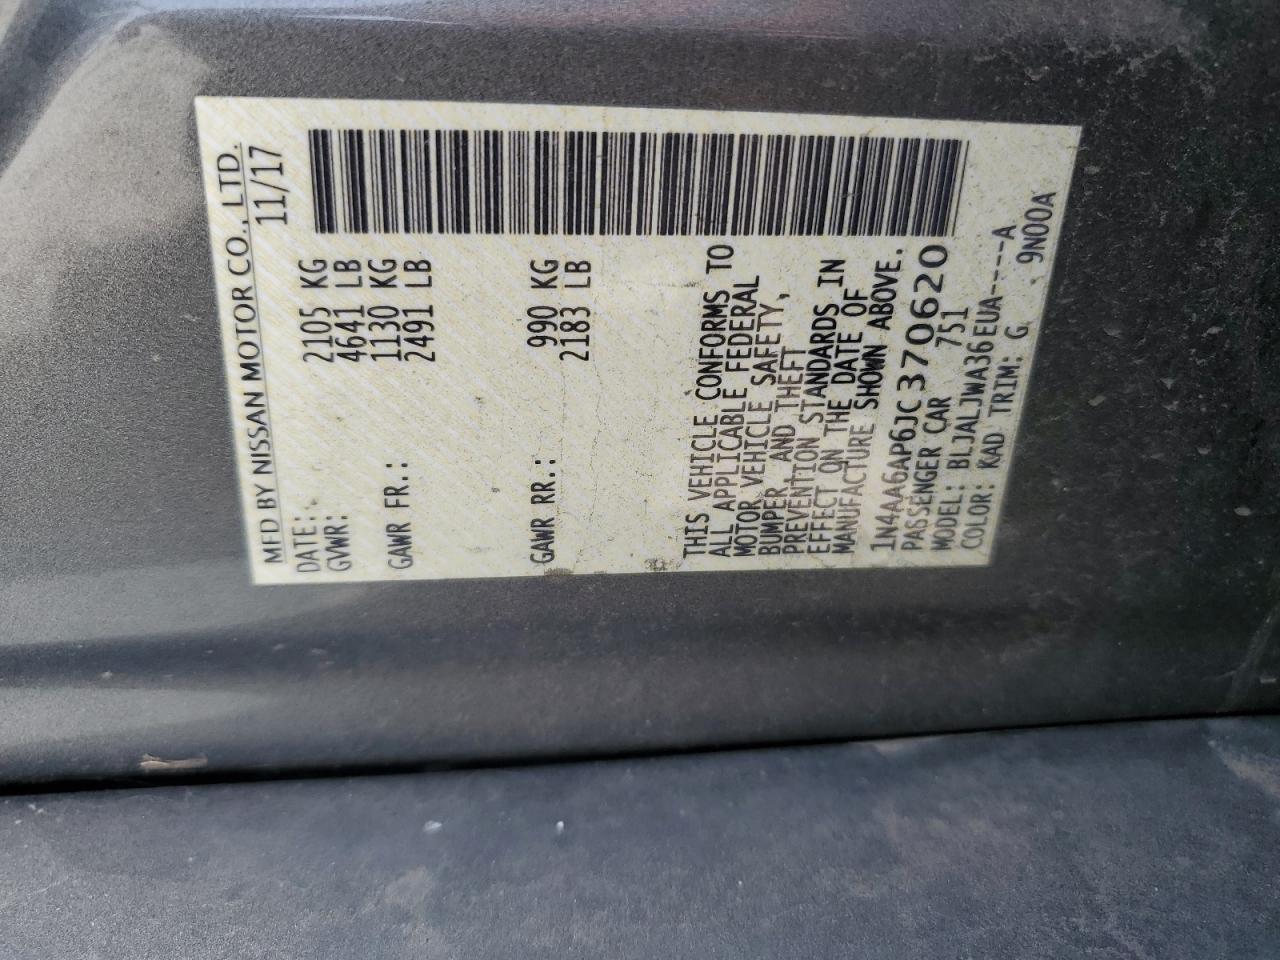 MFD BY NISSAN MOTOR CO., LTD.
DATE: 11/17
GVWR: 2105 KG
4641 LB
GAWR FR.: 1130 KG
2491 LB
GAWR RR.: 990 KG
2183 LB
THIS VEHICLE CONFORMS TO
ALL APPLICABLE FEDERAL
MOTOR VEHICLE SAFETY,
BUMPER, AND THEFT
PREVENTION STANDARDS IN
EFFECT ON THE DATE OF
MANUFACTURE SHOWN ABOVE.
1N4AA6AP6JC370620
PASSENGER CAR 751
MODEL: BLJALJWA36EUA----A
COLOR: KAD TRIM: G 9N00A